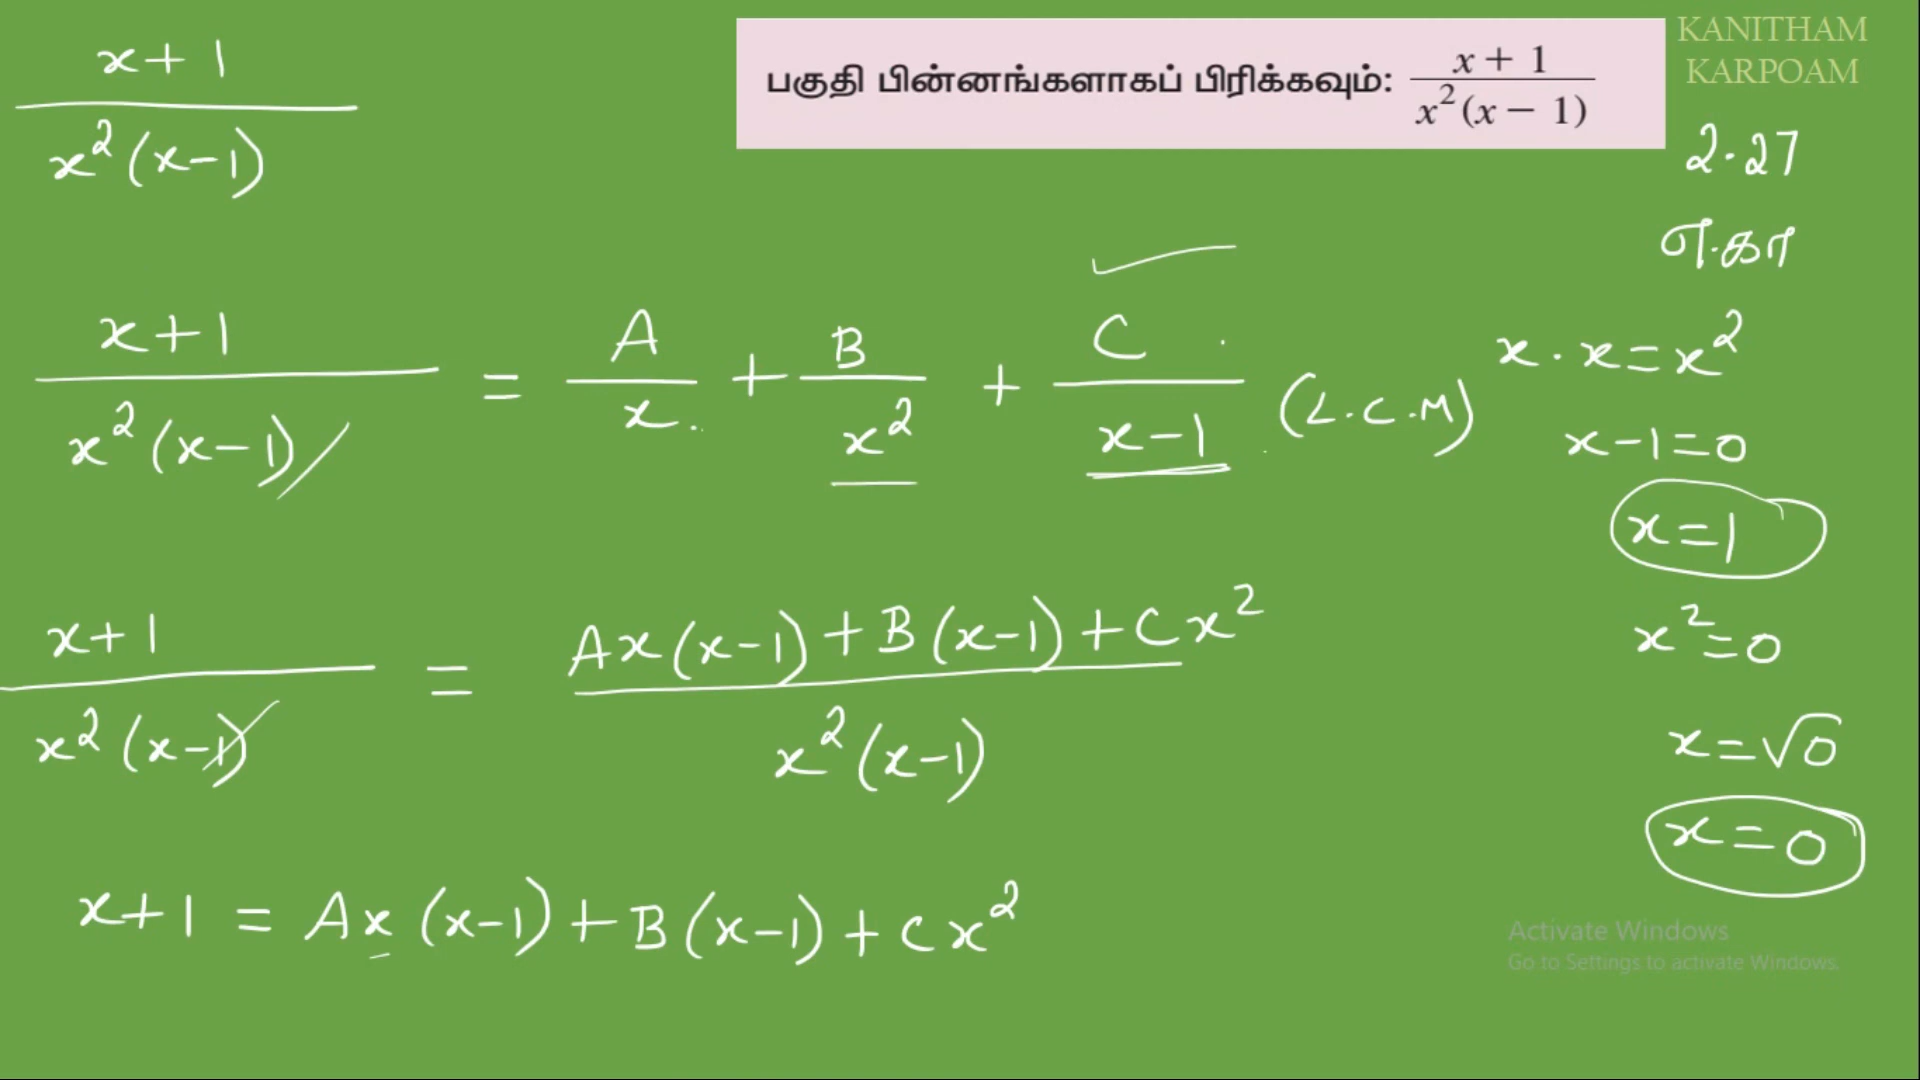 x+1
x²(x-1)
பகுதி பின்னங்களாகப் பிரிக்கவும்: x + 1
x²(x − 1)
KANITHAM
KARPOAM
2.27
எ.கா
x+1 = A + B + C
x²(x-1) x x² x-1 (L.C.M)
x.x=x²
x-1=0
x=1
x+1 = Ax(x-1)+B(x-1)+Cx²
x²(x-1) x²(x-1)
x²=0
x=√0
x=0
x+1 = Ax(x-1)+B(x-1)+Cx²
Activate Windows
Go to Settings to activate Windows.